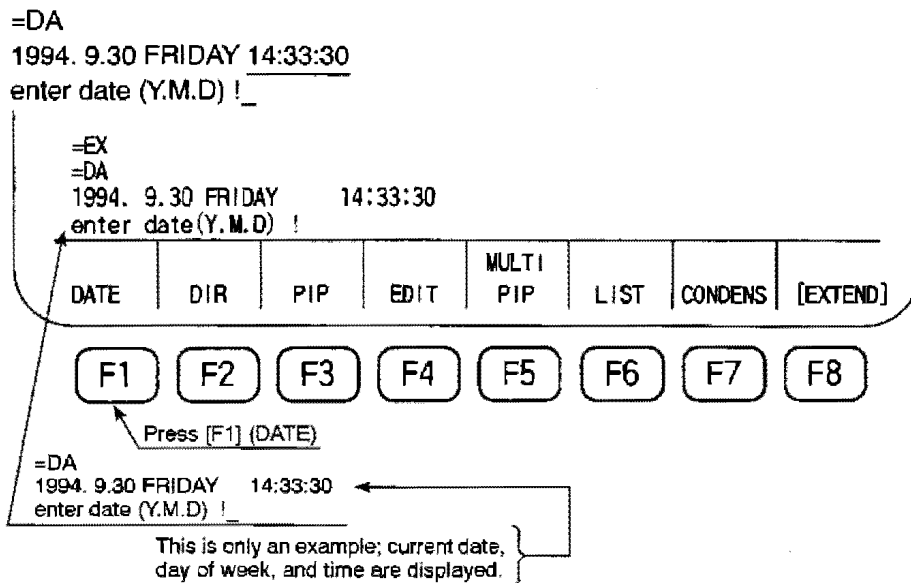 =DA
1994. 9.30 FRIDAY 14:33:30
enter date (Y.M.D) !_
=EX
=DA
1994. 9.30 FRIDAY 14:33:30
enter date(Y.M.D) !
DATE DIR PIP EDIT MULTI PIP LIST CONDENS [EXTEND]
F1 F2 F3 F4 F5 F6 F7 F8
Press [F1] (DATE)
=DA
1994. 9.30 FRIDAY 14:33:30
enter date (Y.M.D) !_
This is only an example; current date,
day of week, and time are displayed.